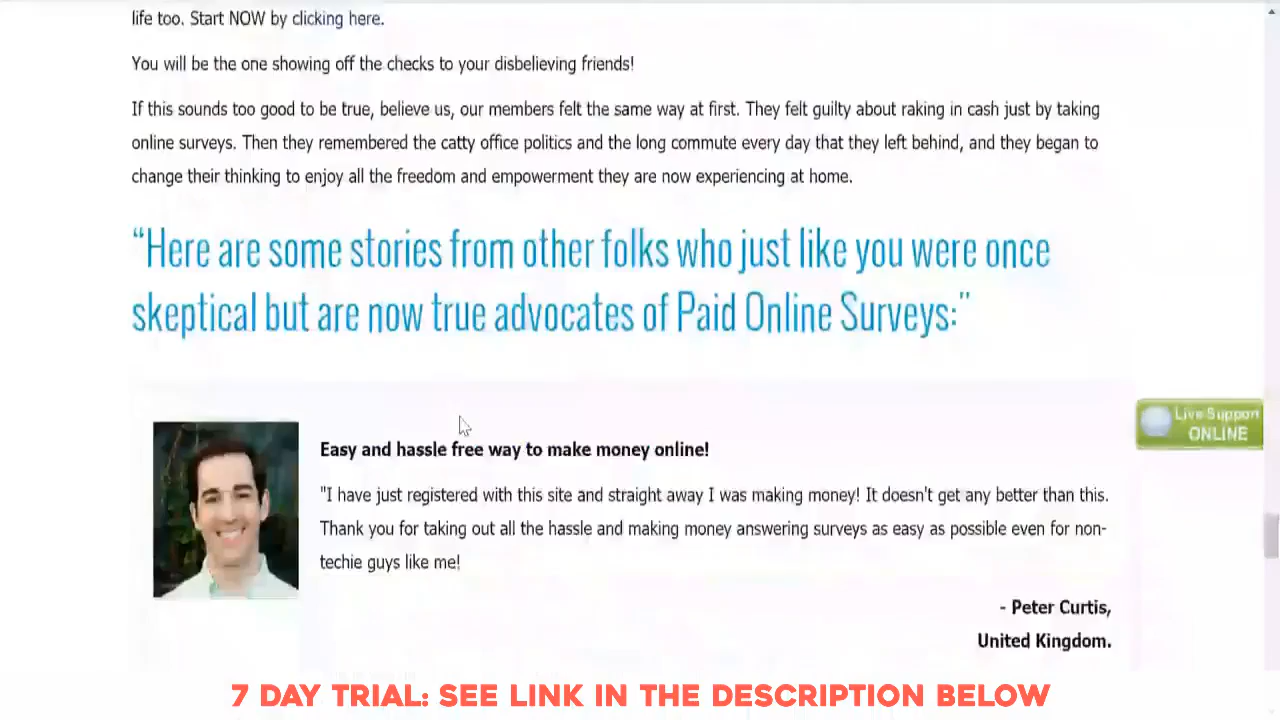 life too. Start NOW by clicking here.
You will be the one showing off the checks to your disbelieving friends!
If this sounds too good to be true, believe us, our members felt the same way at first. They felt guilty about raking in cash just by taking
online surveys. Then they remembered the catty office politics and the long commute every day that they left behind, and they began to
change their thinking to enjoy all the freedom and empowerment they are now experiencing at home.
“Here are some stories from other folks who just like you were once
skeptical but are now true advocates of Paid Online Surveys:”
Easy and hassle free way to make money online!
"I have just registered with this site and straight away I was making money! It doesn't get any better than this.
Thank you for taking out all the hassle and making money answering surveys as easy as possible even for non-
techie guys like me!
- Peter Curtis,
United Kingdom.
Live Support
ONLINE
7 DAY TRIAL: SEE LINK IN THE DESCRIPTION BELOW